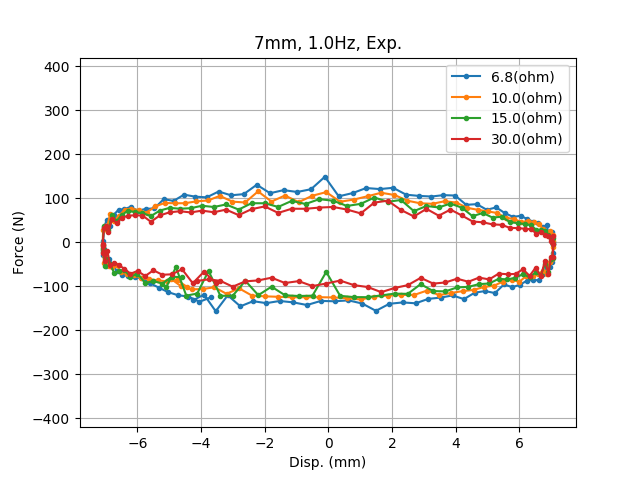 7mm, 1.0Hz, Exp.
6.8(ohm)
10.0(ohm)
15.0(ohm)
30.0(ohm)
400
300
200
100
0
−100
−200
−300
−400
Force (N)
−6 −4 −2 0 2 4 6
Disp. (mm)